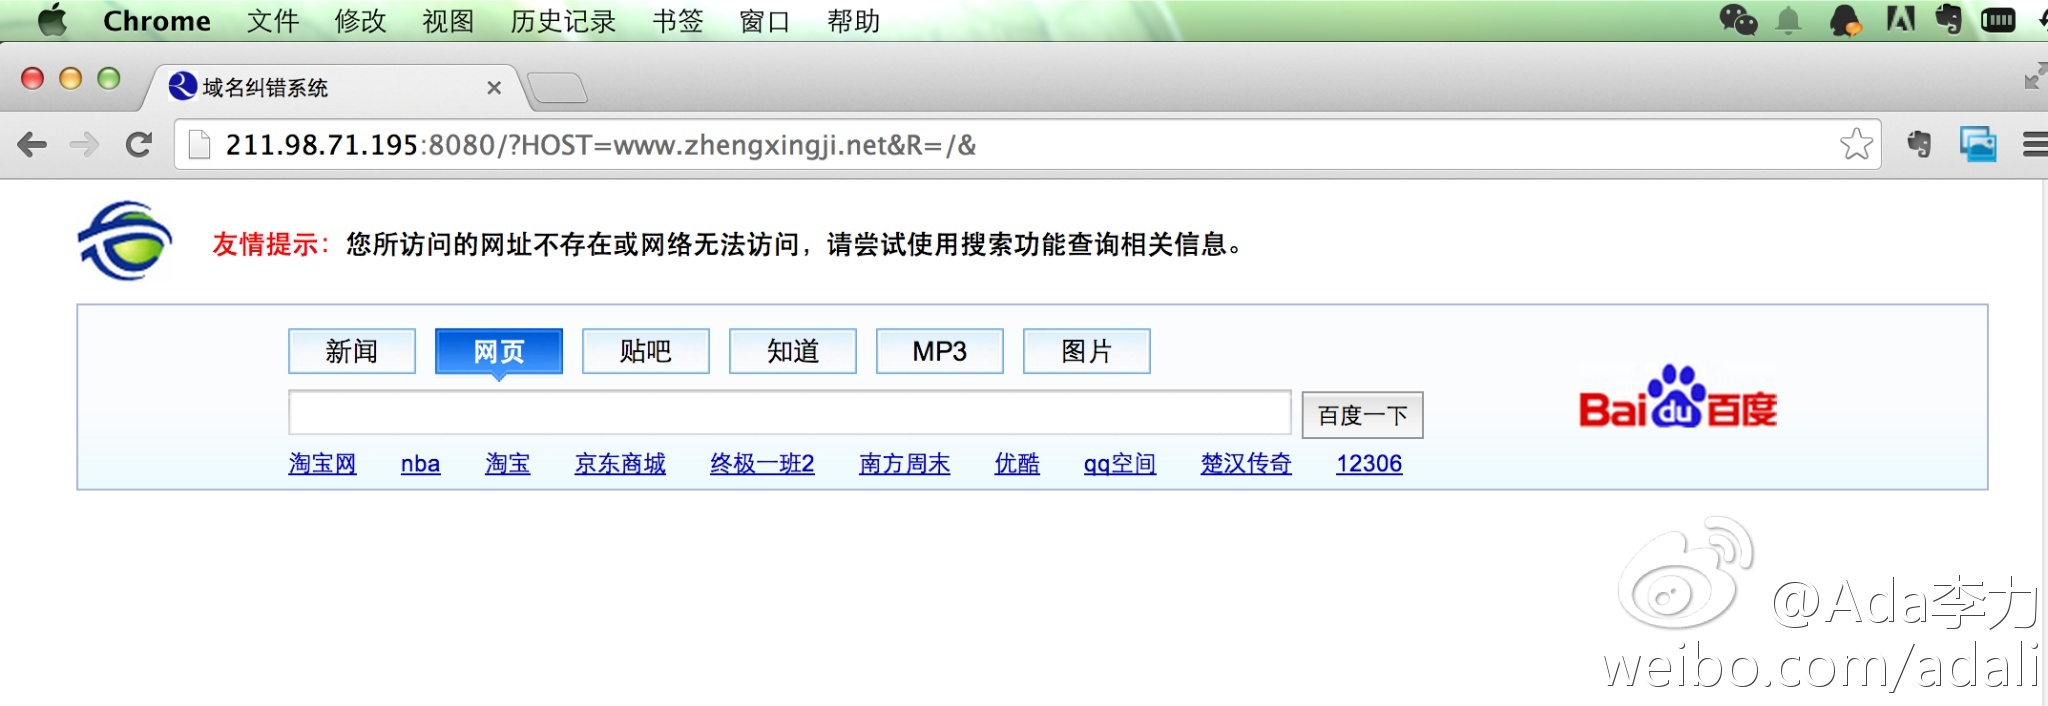 Chrome 文件 修改 视图 历史记录 书签 窗口 帮助
域名纠错系统
211.98.71.195:8080/?HOST=www.zhengxingji.net&R=/&
友情提示：您所访问的网址不存在或网络无法访问，请尝试使用搜索功能查询相关信息。
新闻 网页 贴吧 知道 MP3 图片
百度一下
Bai du 百度
淘宝网 nba 淘宝 京东商城 终极一班2 南方周末 优酷 qq空间 楚汉传奇 12306
@Ada李力
weibo.com/adali